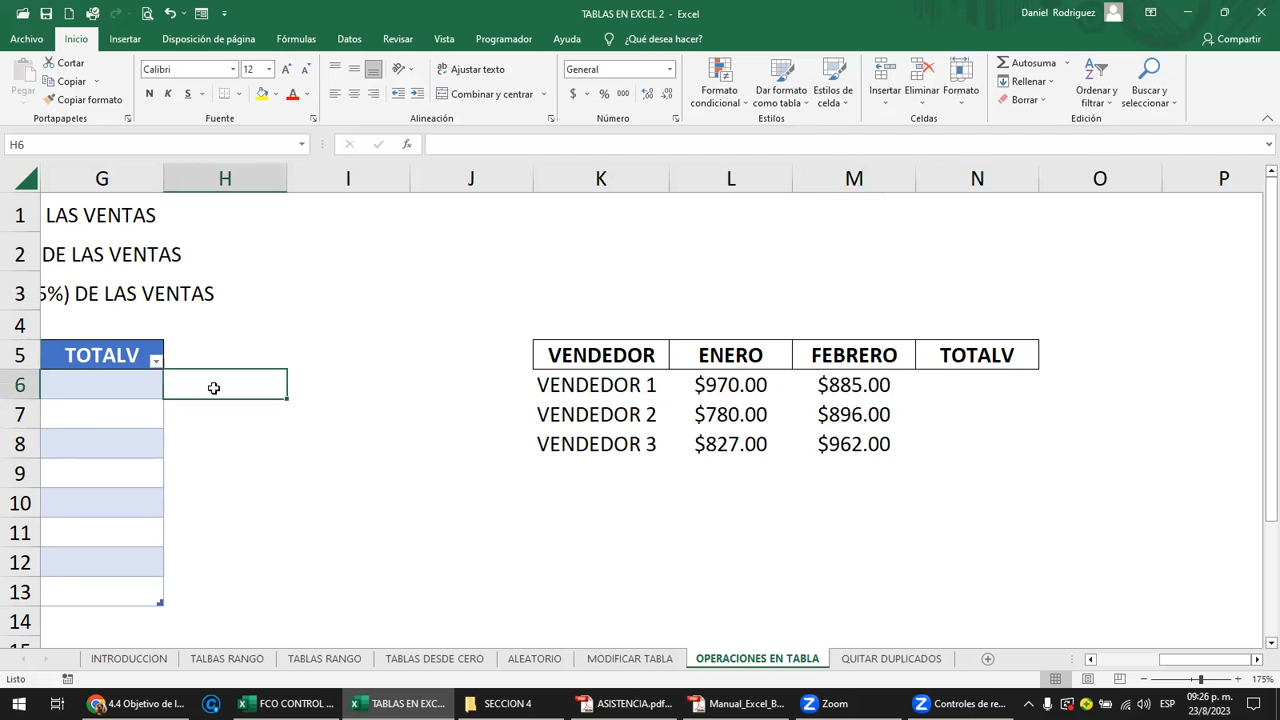 TABLAS EN EXCEL 2 - Excel
Daniel Rodriguez
Archivo Inicio Insertar Disposición de página Fórmulas Datos Revisar Vista Programador Ayuda ¿Qué desea hacer? Compartir
Pegar
Cortar
Copiar
Copiar formato
Portapapeles
Calibri 12
N K S
Fuente
Ajustar texto
Combinar y centrar
Alineación
General
$ % 000
Número
Formato condicional
Dar formato como tabla
Estilos de celda
Estilos
Insertar Eliminar Formato
Celdas
Autosuma
Rellenar
Borrar
Ordenar y filtrar
Buscar y seleccionar
Edición
H6 fx
G H I J K L M N O P
1 LAS VENTAS
2 DE LAS VENTAS
3 5%) DE LAS VENTAS
4
5 TOTALV VENDEDOR ENERO FEBRERO TOTALV
6 VENDEDOR 1 $970.00 $885.00
7 VENDEDOR 2 $780.00 $896.00
8 VENDEDOR 3 $827.00 $962.00
9
10
11
12
13
14
15
INTRODUCCION TALBAS RANGO TABLAS RANGO TABLAS DESDE CERO ALEATORIO MODIFICAR TABLA OPERACIONES EN TABLA QUITAR DUPLICADOS
Listo 175%
4.4 Objetivo de l... FCO CONTROL ... TABLAS EN EXC... SECCION 4 ASISTENCIA.pdf... Manual_Excel_B... Zoom Controles de re... ESP 09:26 p. m.
23/8/2023